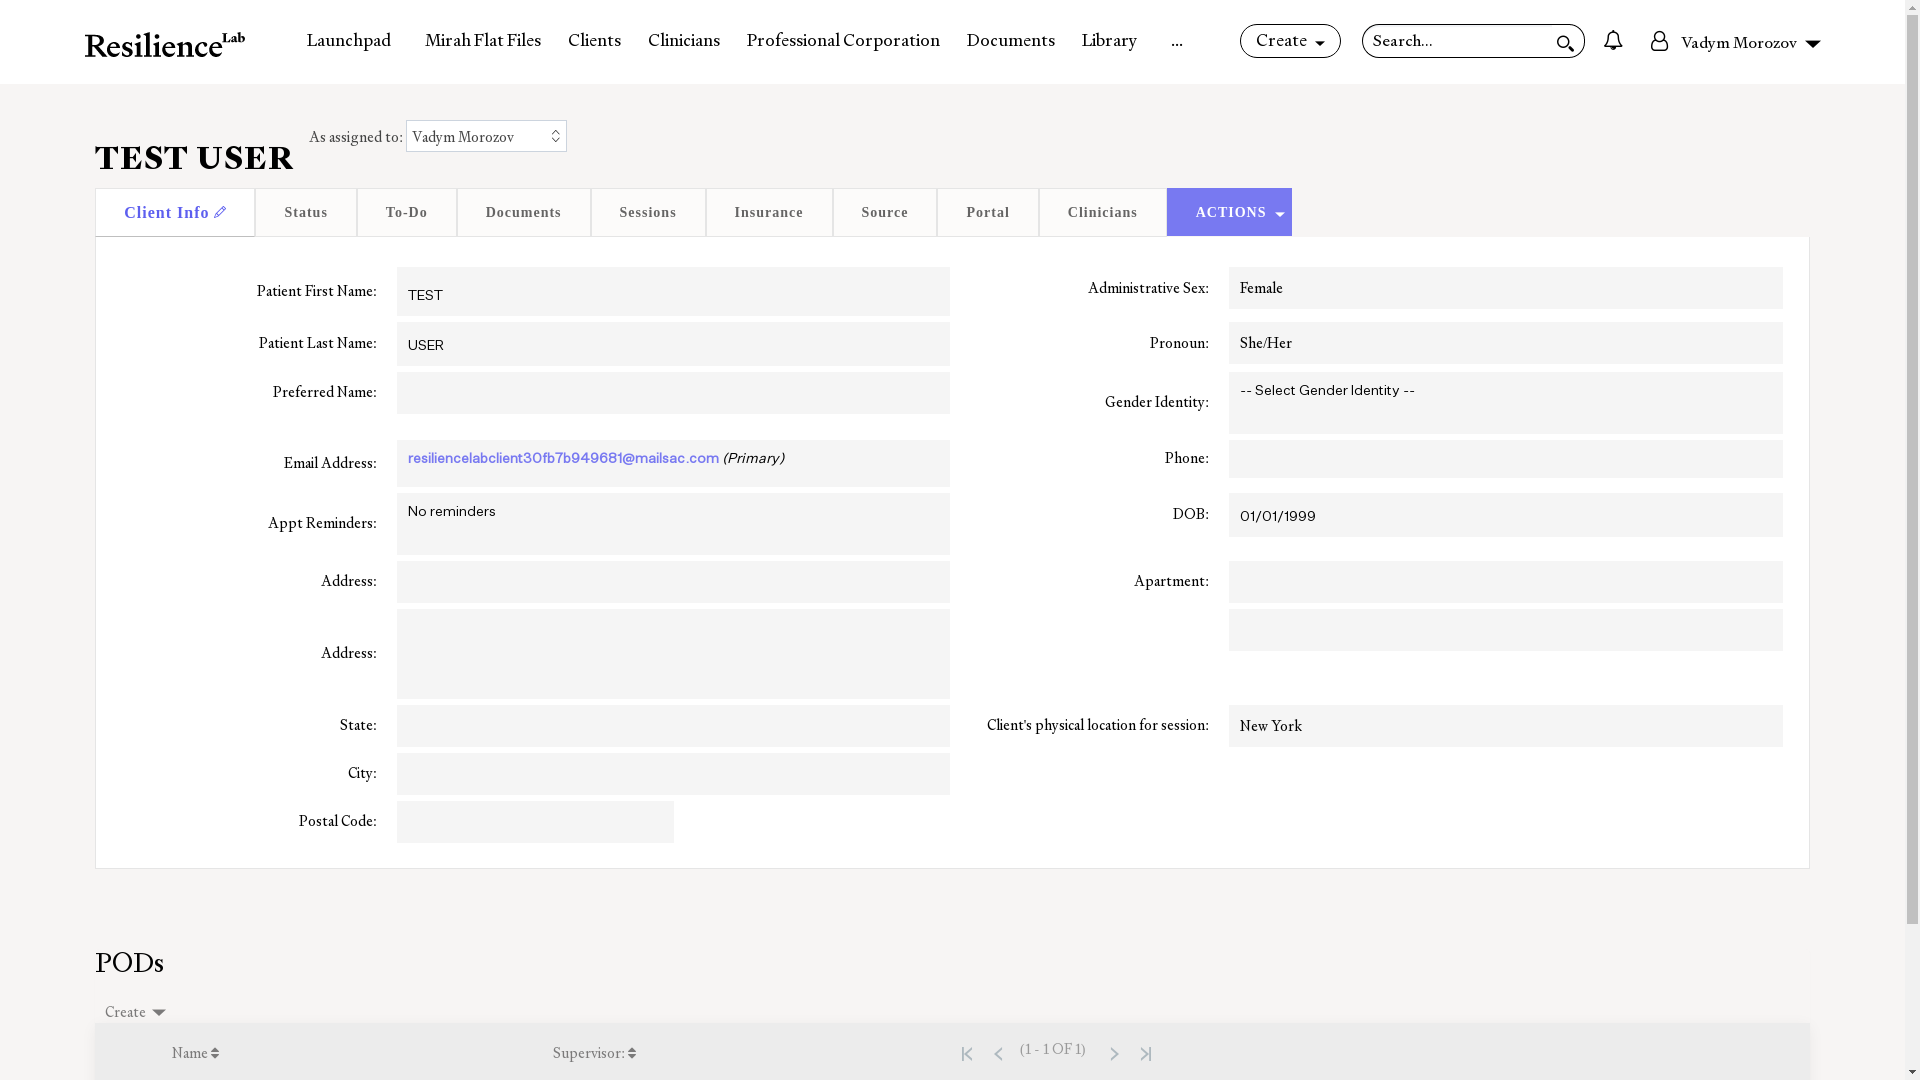 ResilienceLab
Launchpad Mirah Flat Files Clients Clinicians Professional Corporation Documents Library ... Create Search... Vadym Morozov
TEST USER As assigned to: Vadym Morozov
Client Info Status To-Do Documents Sessions Insurance Source Portal Clinicians ACTIONS
Patient First Name: TEST Administrative Sex: Female
Patient Last Name: USER Pronoun: She/Her
Preferred Name: Gender Identity: -- Select Gender Identity --
Email Address: resiliencelabclient30fb7b949681@mailsac.com (Primary) Phone:
Appt Reminders: No reminders DOB: 01/01/1999
Address: Apartment:
Address:
State: Client's physical location for session: New York
City:
Postal Code:
PODs
Create
Name Supervisor: (1 - 1 OF 1)